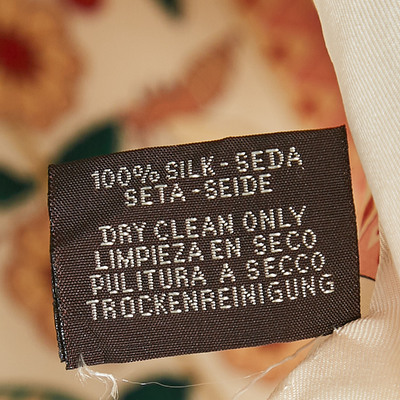 100% SILK - SEDA
SETA - SEIDE
DRY CLEAN ONLY
LIMPIEZA EN SECO
PULITURA A SECCO
TROCKENREINIGUNG